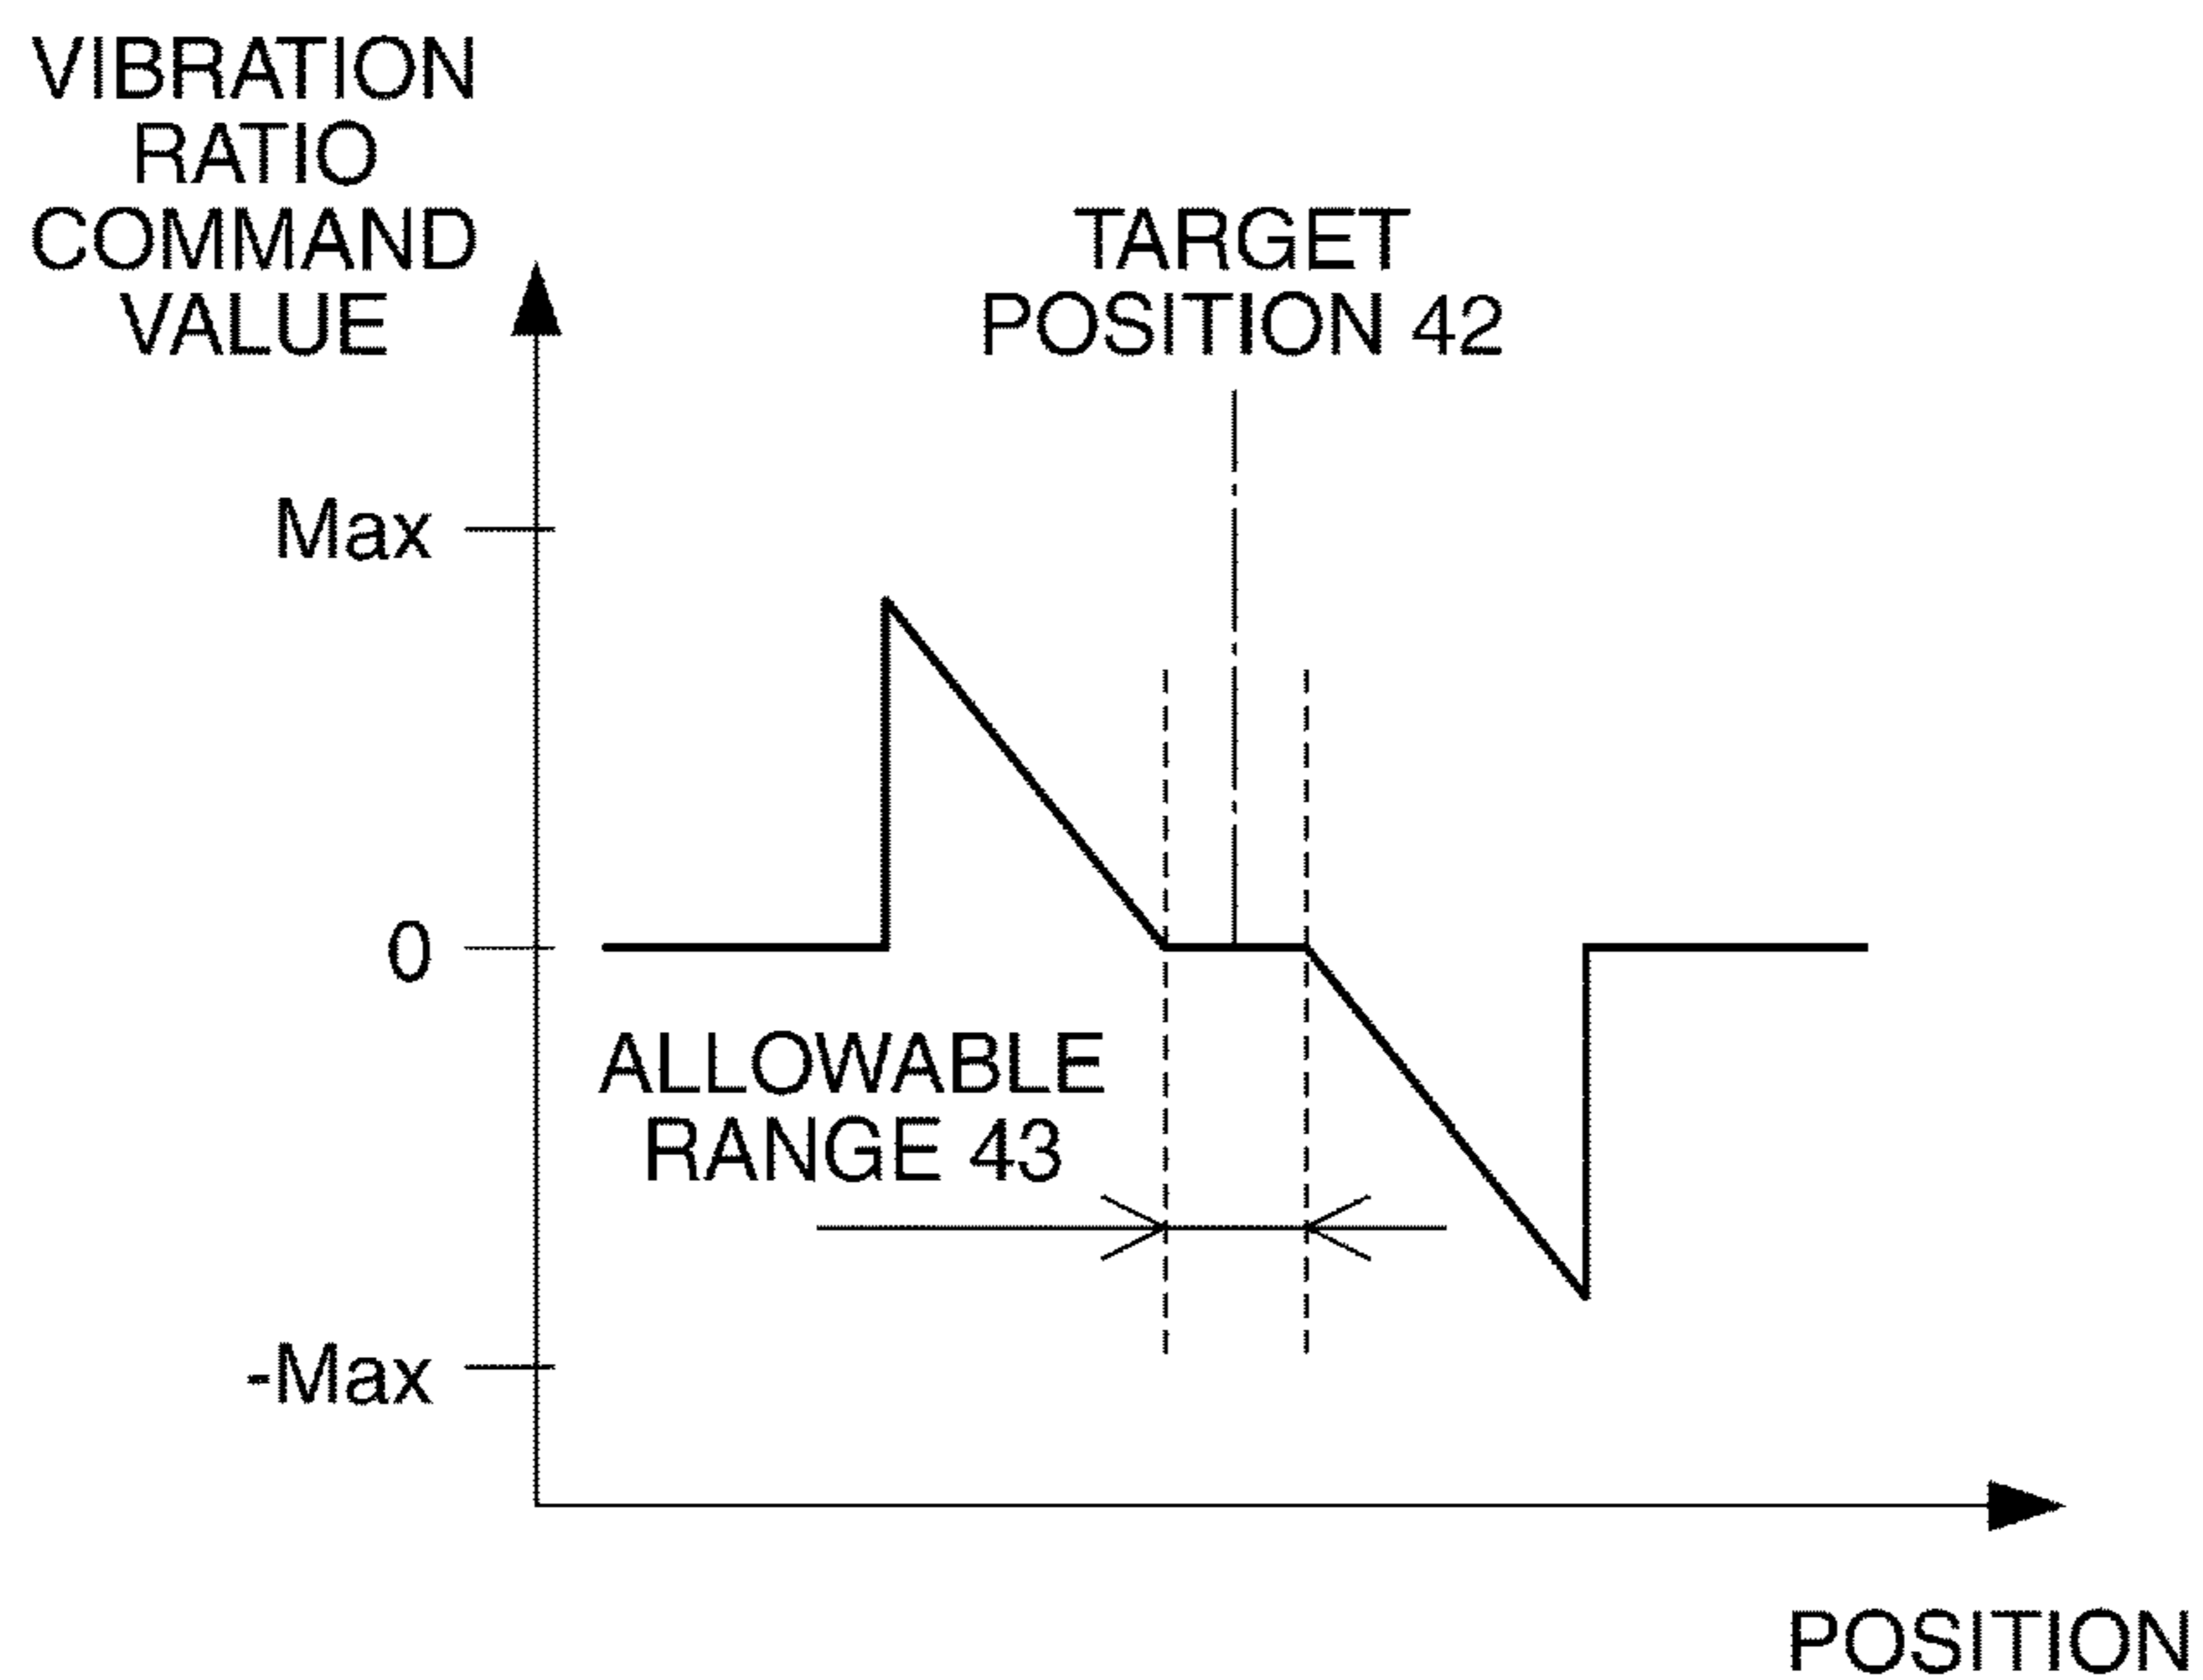 VIBRATION
RATIO
COMMAND
VALUE
TARGET
POSITION 42
Max
0
ALLOWABLE
RANGE 43
-Max
POSITION